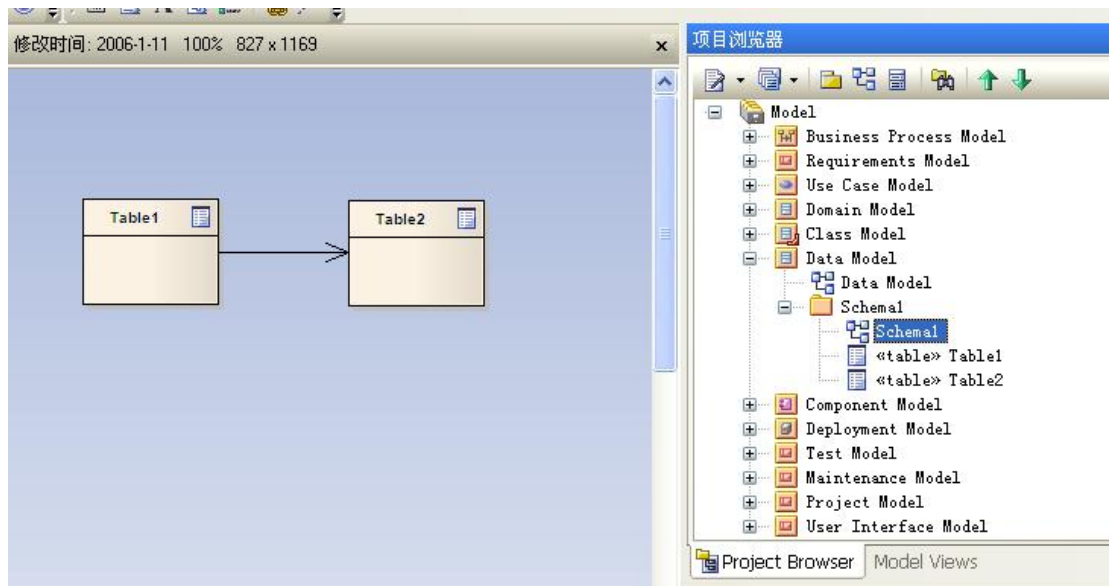 修改时间: 2006-1-11 100% 827 x 1169
Table1
Table2
项目浏览器
Model
Business Process Model
Requirements Model
Use Case Model
Domain Model
Class Model
Data Model
Data Model
Schema1
Schema1
«table» Table1
«table» Table2
Component Model
Deployment Model
Test Model
Maintenance Model
Project Model
User Interface Model
Project Browser Model Views